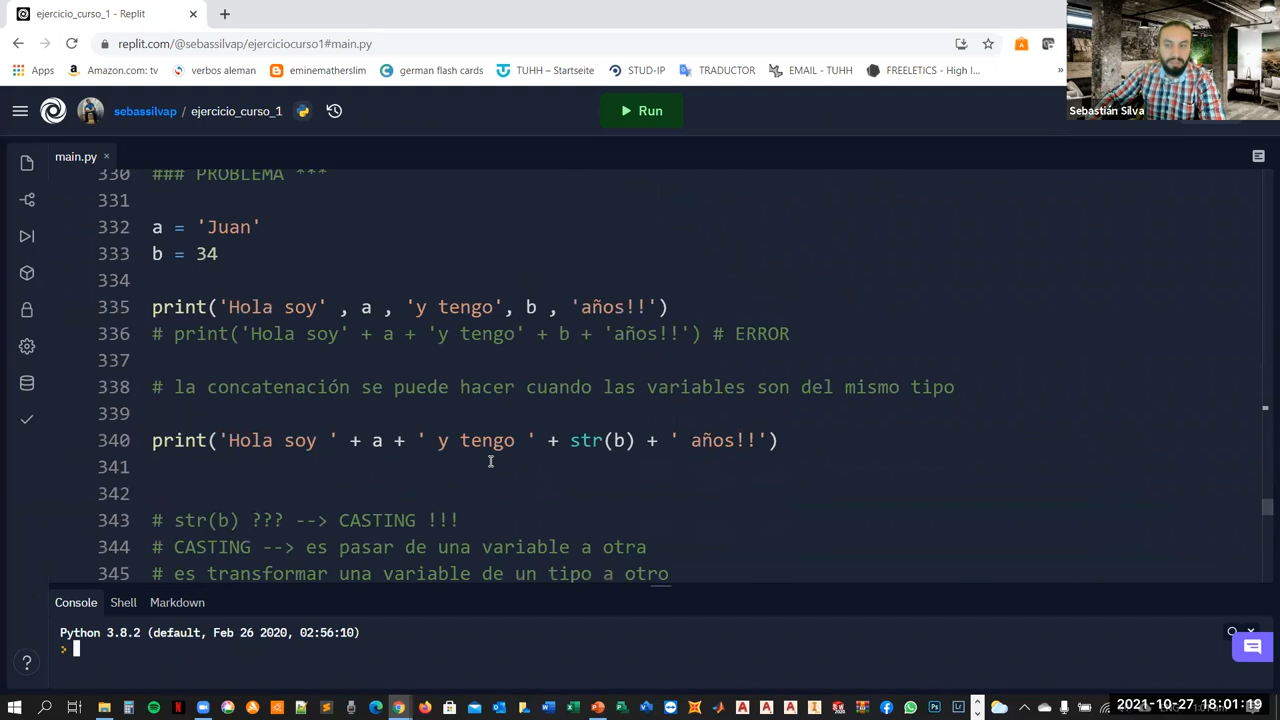 ejercicio_curso_1 - Replit
replit.com/@sebassilvap/ejerciciocurso1#main.py
Apps
Amazon.com: tv
verbos aleman
eminematherslim
german flash cards
TUHH – Startseite
STUD-IP
TRADUCTOR
EMAIL - TUHH
FREELETICS - High I...
»
Sebastián Silva
sebassilvap / ejercicio_curso_1
Run
main.py
330 ### PROBLEMA ***
331
332 a = 'Juan'
333 b = 34
334
335 print('Hola soy' , a , 'y tengo', b , 'años!!')
336 # print('Hola soy' + a + 'y tengo' + b + 'años!!') # ERROR
337
338 # la concatenación se puede hacer cuando las variables son del mismo tipo
339
340 print('Hola soy ' + a + ' y tengo ' + str(b) + ' años!!')
341
342
343 # str(b) ??? --> CASTING !!!
344 # CASTING --> es pasar de una variable a otra
345 # es transformar una variable de un tipo a otro
Console Shell Markdown
Python 3.8.2 (default, Feb 26 2020, 02:56:10)
>
?
2021-10-27 18:01:19